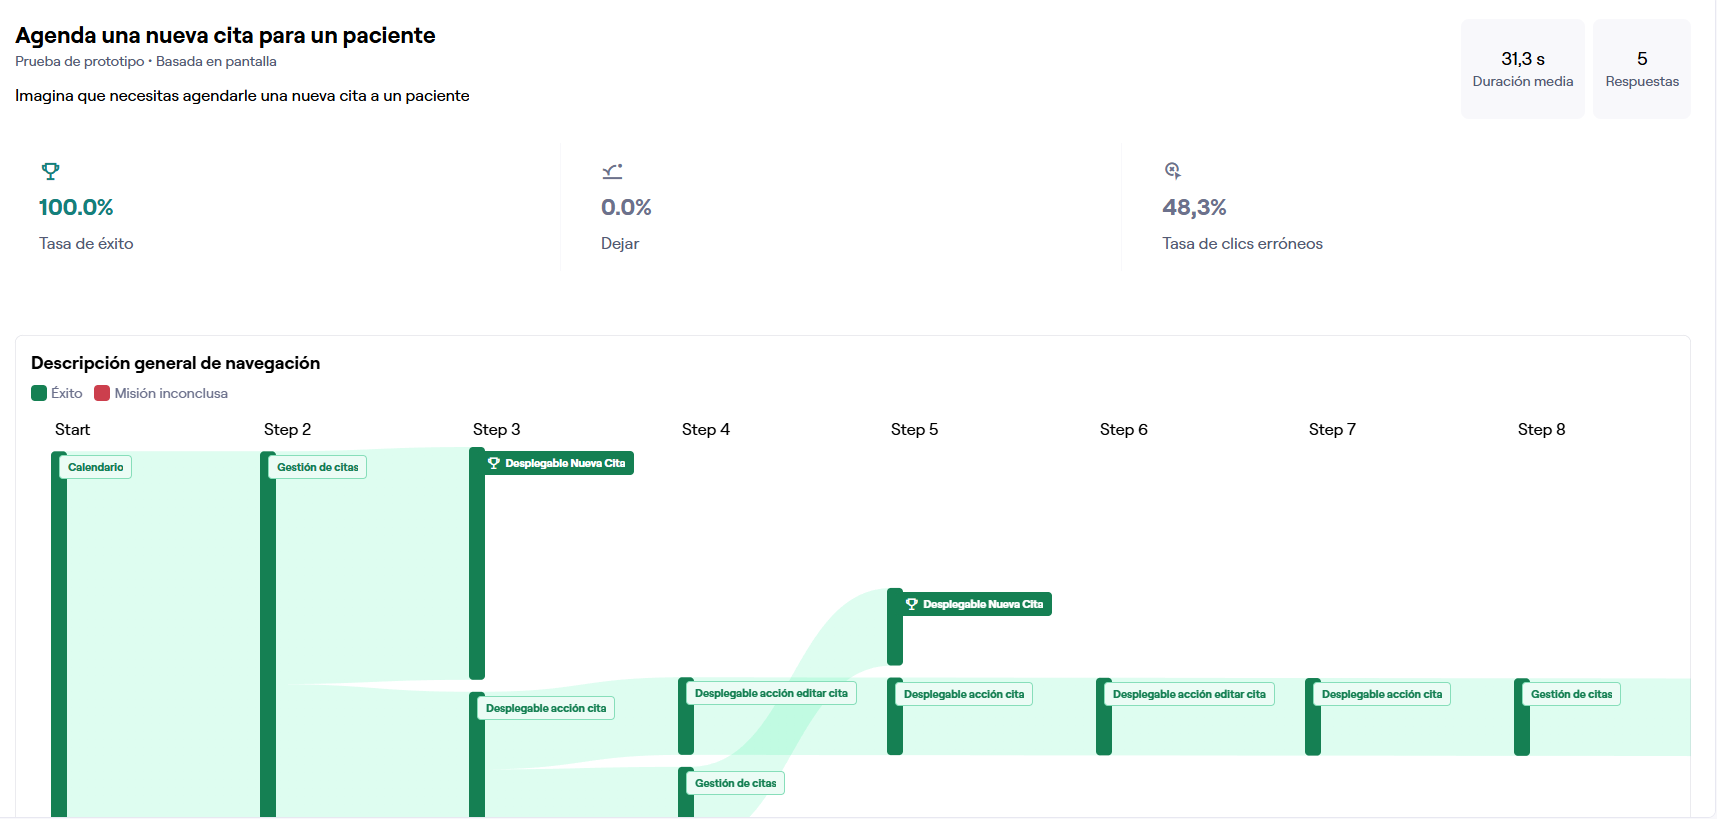 Agenda una nueva cita para un paciente
Prueba de prototipo • Basada en pantalla
Imagina que necesitas agendarle una nueva cita a un paciente
31,3 s
Duración media
5
Respuestas
100.0%
Tasa de éxito
0.0%
Dejar
48,3%
Tasa de clics erróneos
Descripción general de navegación
Éxito
Misión inconclusa
Start
Step 2
Step 3
Step 4
Step 5
Step 6
Step 7
Step 8
Calendario
Gestión de citas
Desplegable Nueva Cita
Desplegable Nueva Cita
Desplegable acción cita
Desplegable acción editar cita
Desplegable acción cita
Desplegable acción editar cita
Desplegable acción cita
Gestión de citas
Gestión de citas